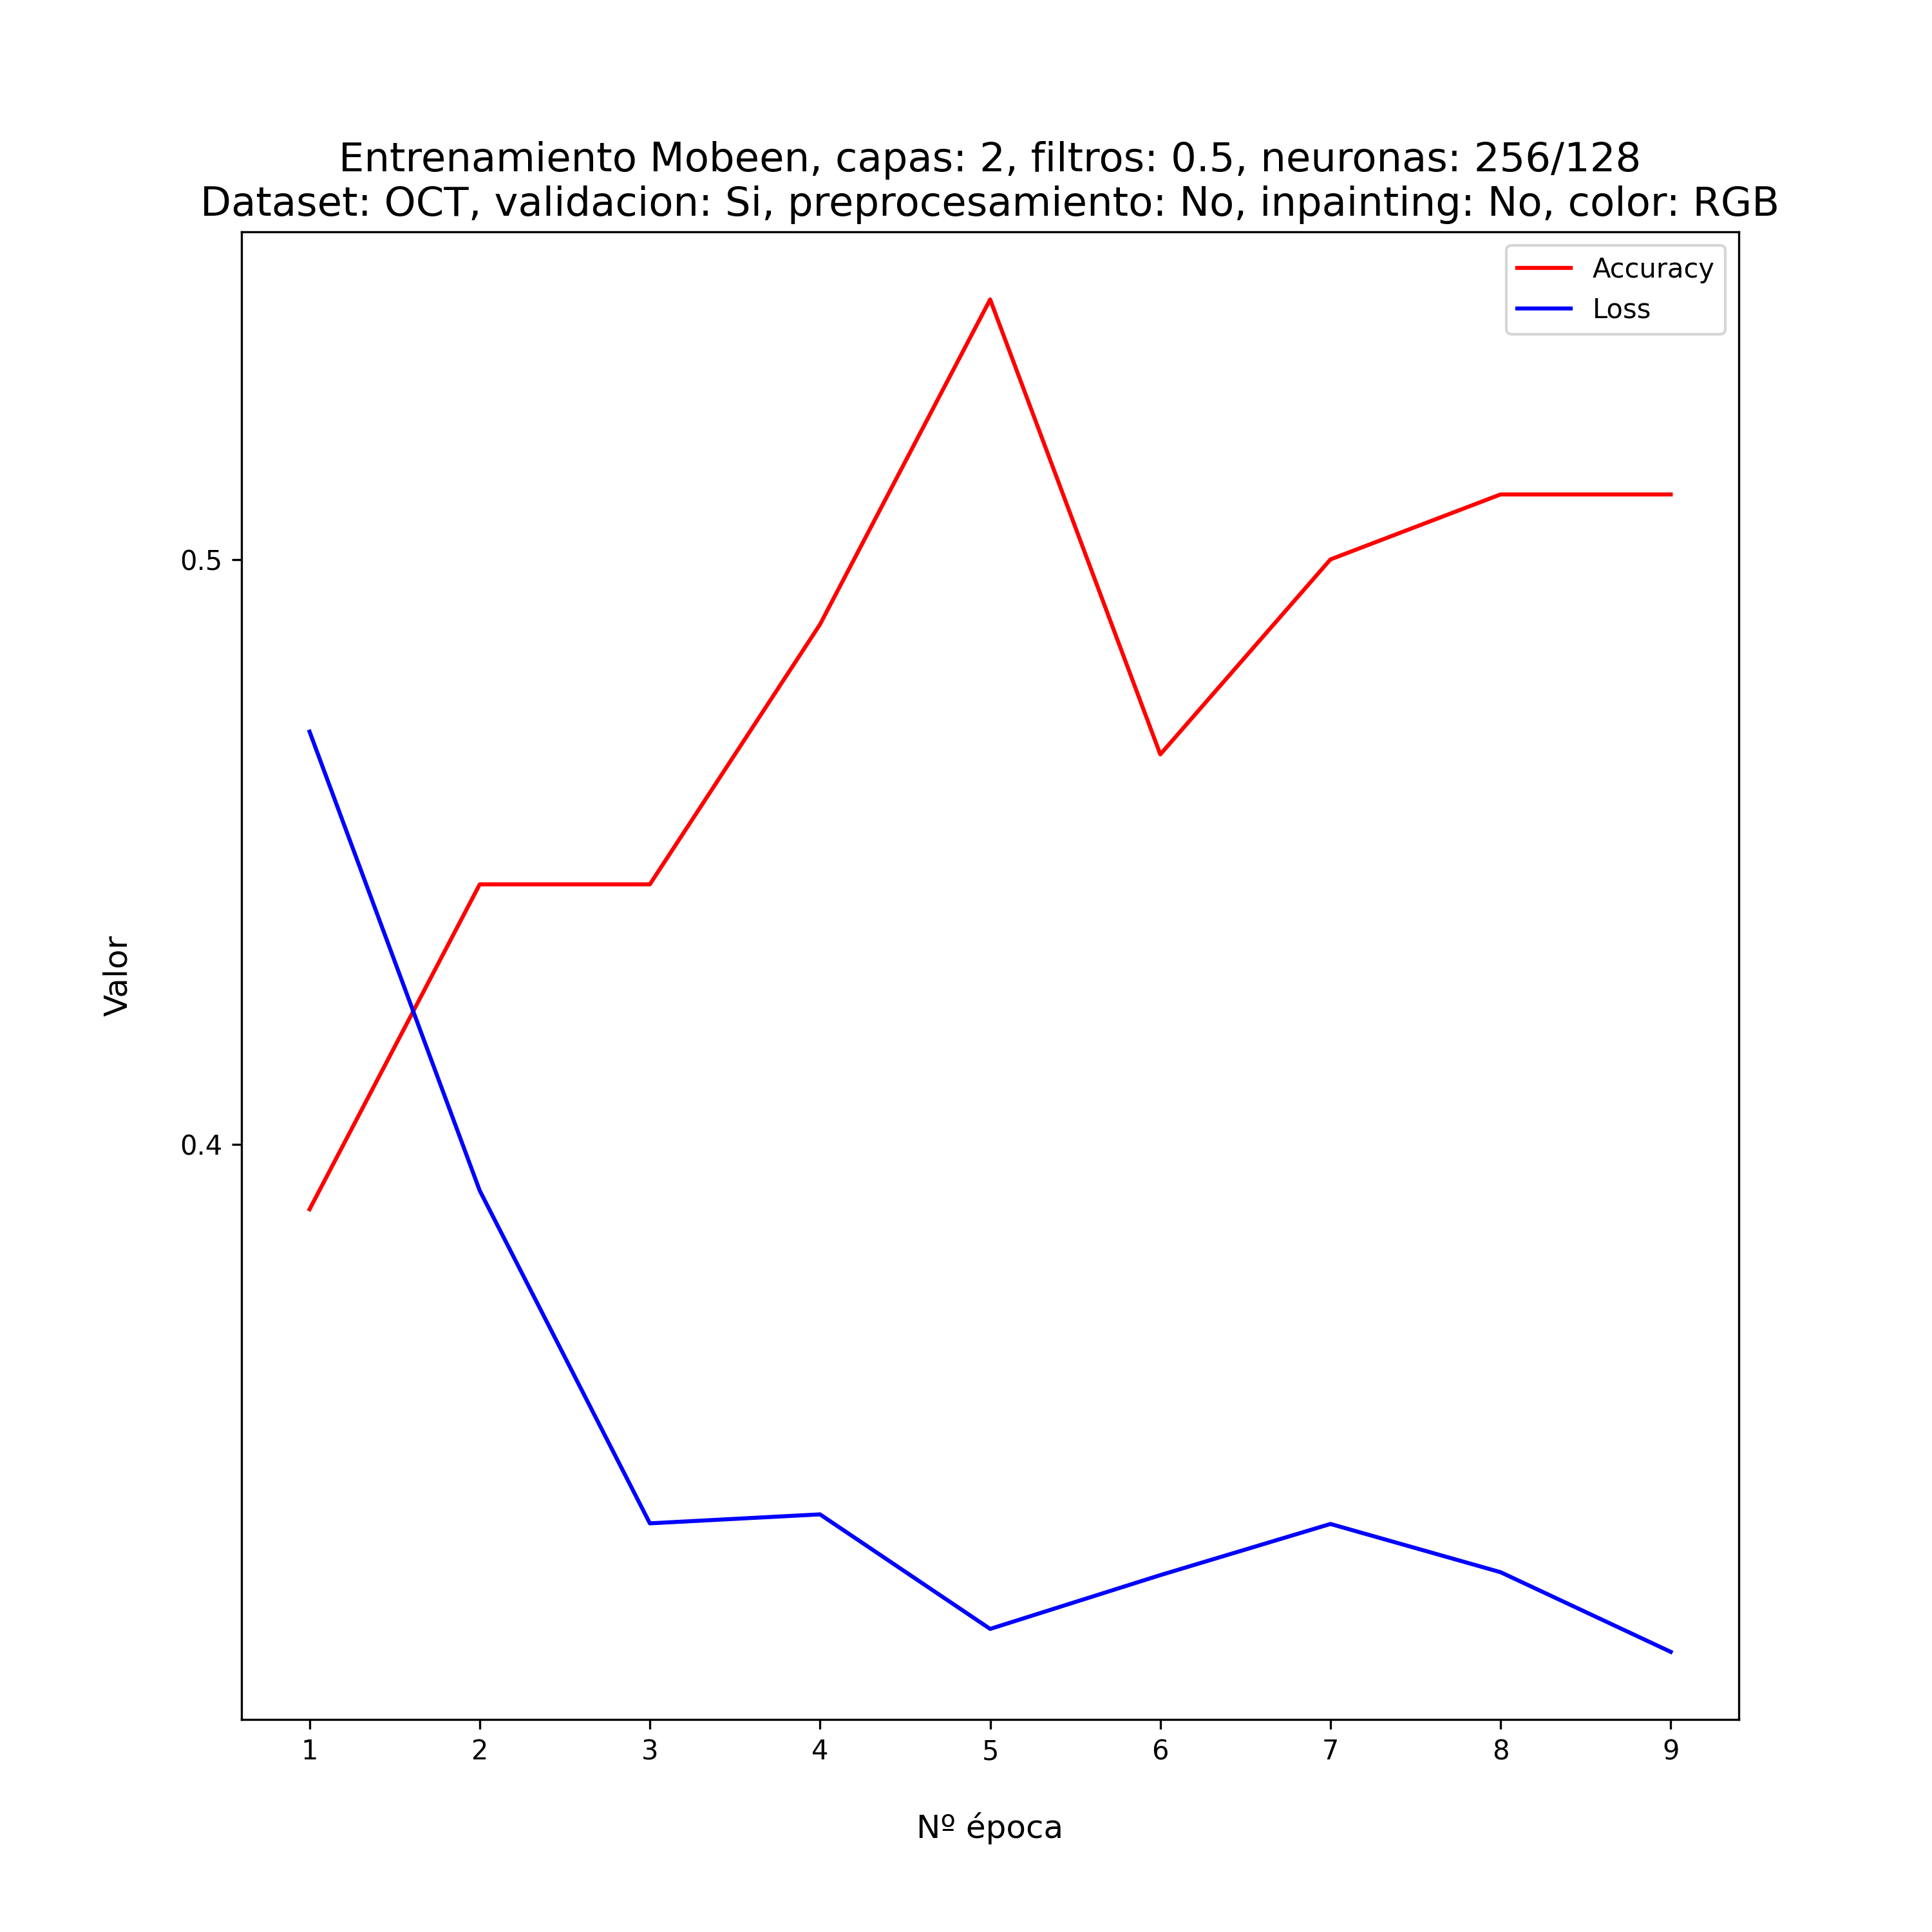 Entrenamiento Mobeen, capas: 2, filtros: 0.5, neuronas: 256/128
Dataset: OCT, validacion: Si, preprocesamiento: No, inpainting: No, color: RGB
Accuracy
Loss
0.5
0.4
Valor
1 2 3 4 5 6 7 8 9
Nº época